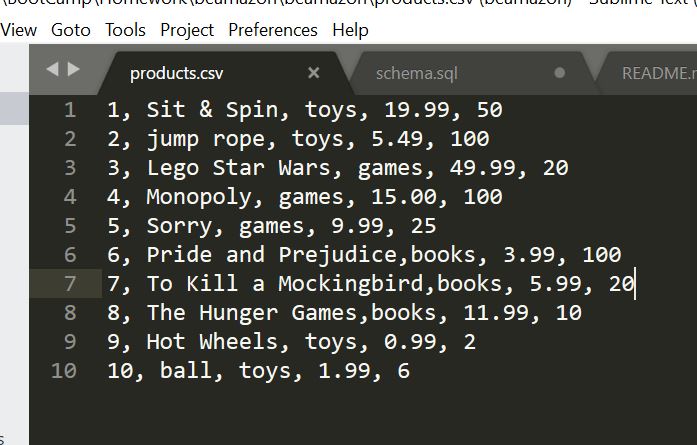 \BootCamp\Homework\beamazon\beamazon\products.csv (beamazon) - Sublime Text (
View Goto Tools Project Preferences Help
products.csv × schema.sql README.r
1 1, Sit & Spin, toys, 19.99, 50
2 2, jump rope, toys, 5.49, 100
3 3, Lego Star Wars, games, 49.99, 20
4 4, Monopoly, games, 15.00, 100
5 5, Sorry, games, 9.99, 25
6 6, Pride and Prejudice,books, 3.99, 100
7 7, To Kill a Mockingbird,books, 5.99, 20
8 8, The Hunger Games,books, 11.99, 10
9 9, Hot Wheels, toys, 0.99, 2
10 10, ball, toys, 1.99, 6
s